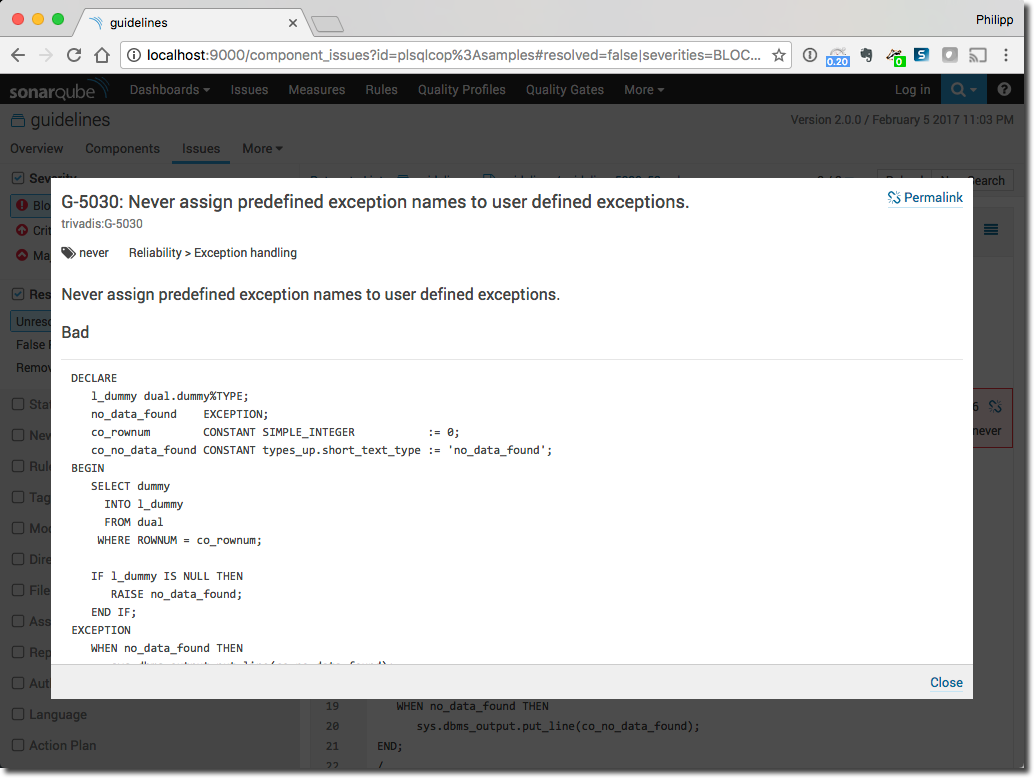 guidelines
Philipp
localhost:9000/component_issues?id=plsqlcop%3Asamples#resolved=false|severities=BLOC...
0.20
0
S
sonarqube Dashboards Issues Measures Rules Quality Profiles Quality Gates More Log in
guidelines
Version 2.0.0 / February 5 2017 11:03 PM
Overview Components Issues More
Severity
Search
Blo
Crit
Ma
Res
Unreso
False
Remov
Stat
New
Rule
Tag
Mod
Dire
File
Ass
Rep
Aut
Language
Action Plan
G-5030: Never assign predefined exception names to user defined exceptions.
Permalink
trivadis:G-5030
never Reliability > Exception handling
Never assign predefined exception names to user defined exceptions.
Bad
DECLARE
l_dummy dual.dummy%TYPE;
no_data_found EXCEPTION;
co_rownum CONSTANT SIMPLE_INTEGER := 0;
co_no_data_found CONSTANT types_up.short_text_type := 'no_data_found';
BEGIN
SELECT dummy
INTO l_dummy
FROM dual
WHERE ROWNUM = co_rownum;
IF l_dummy IS NULL THEN
RAISE no_data_found;
END IF;
EXCEPTION
WHEN no_data_found THEN
Close
never
19 WHEN no_data_found THEN
20 sys.dbms_output.put_line(co_no_data_found);
21 END;
22 /